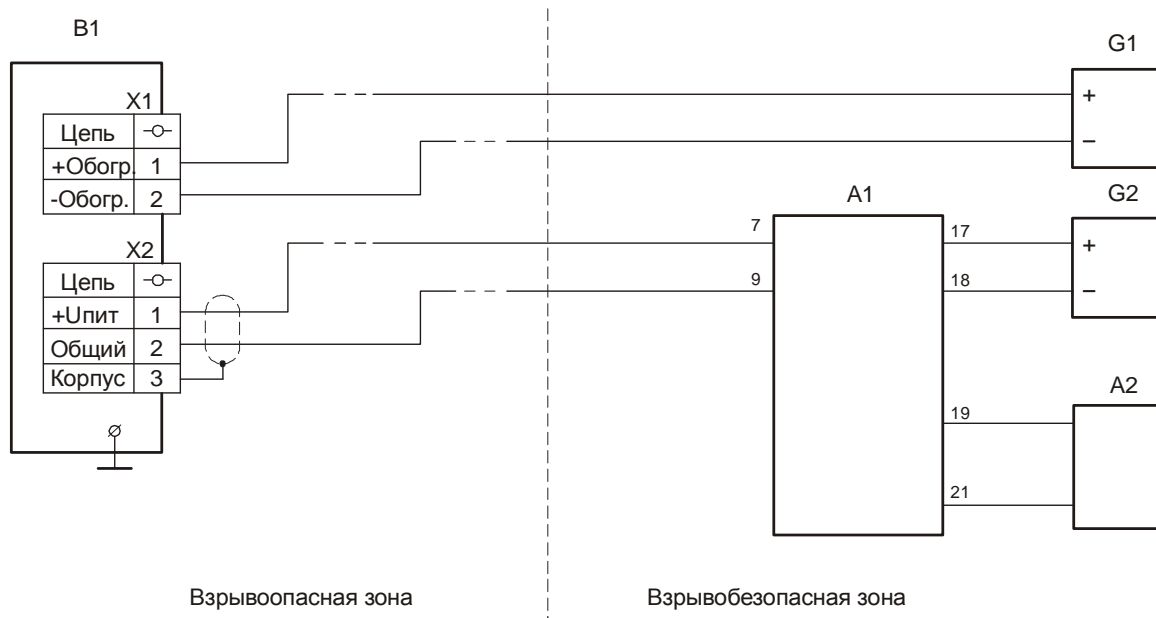 B1
G1
X1
Цепь
+Обогр. 1
-Обогр. 2
+
−
A1
G2
X2
Цепь
+Uпит 1
Общий 2
Корпус 3
7
9
17
18
+
−
A2
19
21
Взрывоопасная зона
Взрывобезопасная зона